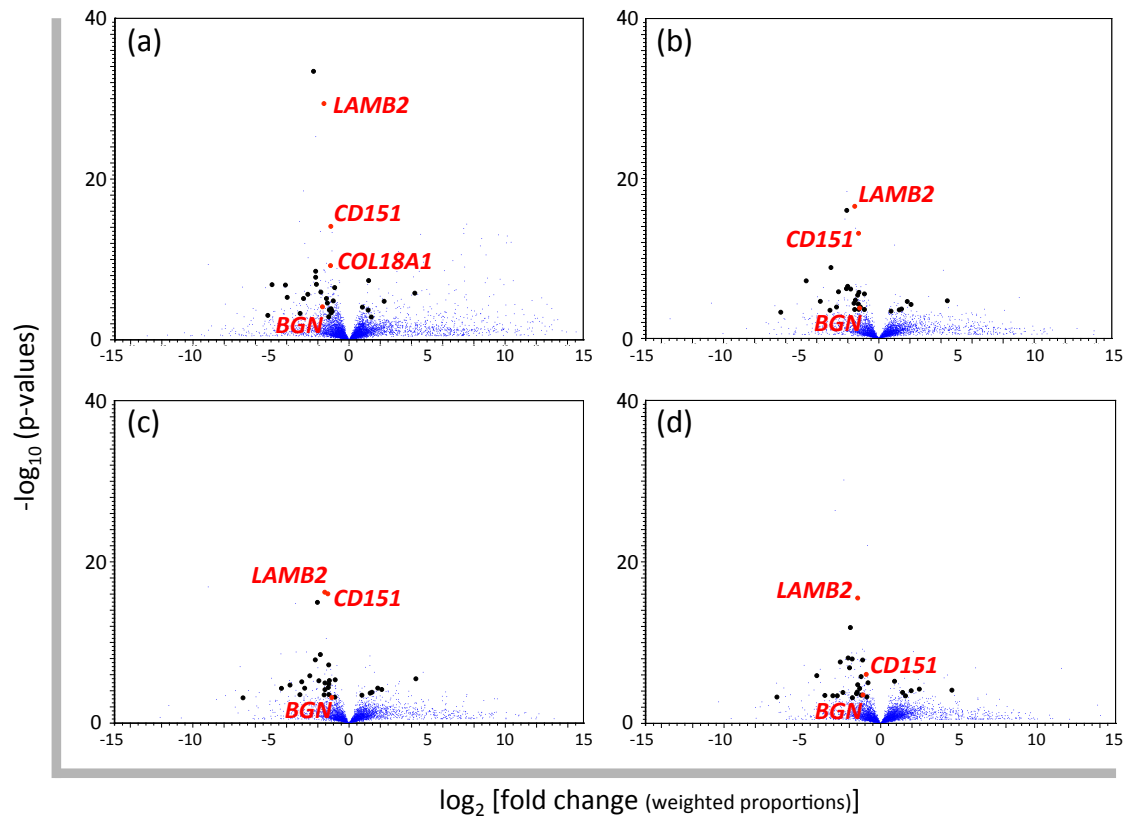 -log10 (p-values)
40
(a)
LAMB2
20
CD151
COL18A1
BGN
0
-15
-10
-5
0
5
10
15
40
(b)
LAMB2
20
CD151
BGN
0
-15
-10
-5
0
5
10
15
40
(c)
20
LAMB2
CD151
BGN
0
-15
-10
-5
0
5
10
15
40
(d)
20
LAMB2
CD151
BGN
0
-15
-10
-5
0
5
10
15
log2 [fold change (weighted proportions)]